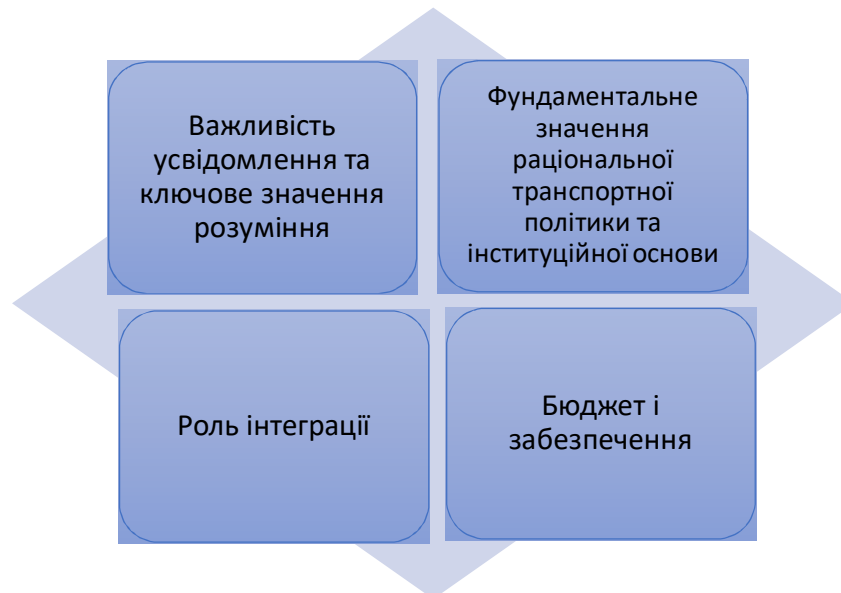 Важливість
усвідомлення та
ключове значення
розуміння
Фундаментальне
значення
раціональної
транспортної
політики та
інституційної основи
Роль інтеграції
Бюджет і
забезпечення